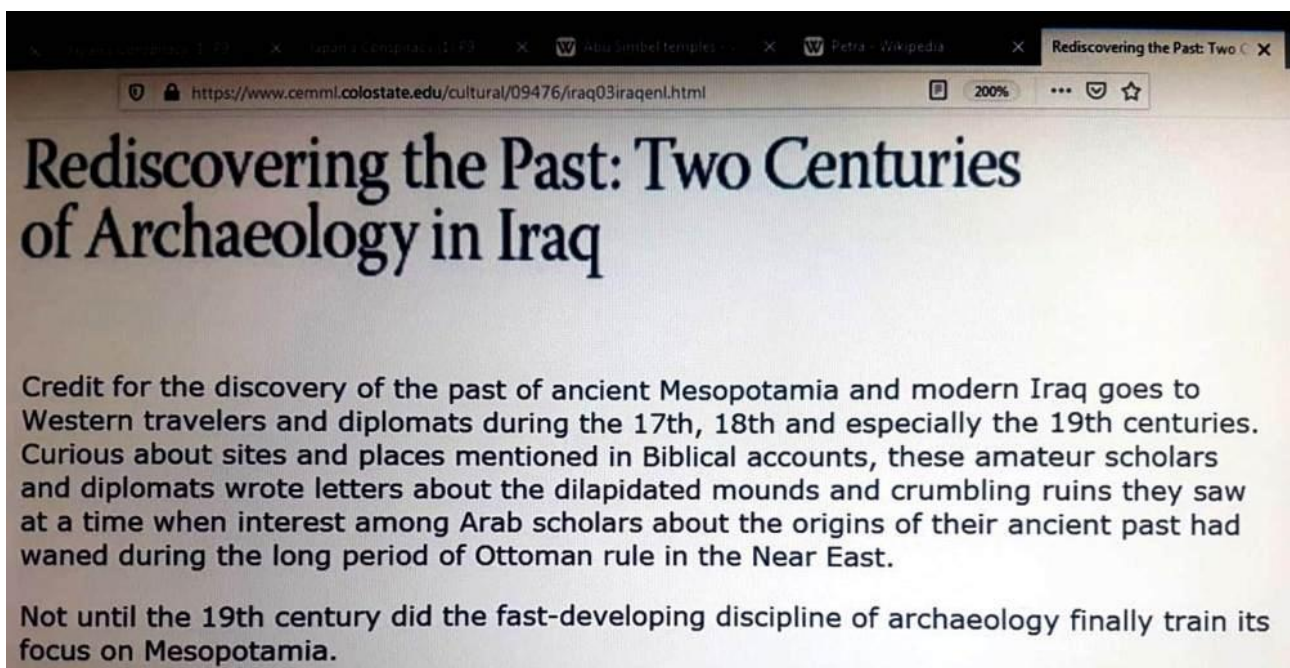 Abu Simbel temples
Petra - Wikipedia
Rediscovering the Past: Two C
https://www.cemml.colostate.edu/cultural/09476/iraq03iraqenl.html
200%
Rediscovering the Past: Two Centuries
of Archaeology in Iraq
Credit for the discovery of the past of ancient Mesopotamia and modern Iraq goes to
Western travelers and diplomats during the 17th, 18th and especially the 19th centuries.
Curious about sites and places mentioned in Biblical accounts, these amateur scholars
and diplomats wrote letters about the dilapidated mounds and crumbling ruins they saw
at a time when interest among Arab scholars about the origins of their ancient past had
waned during the long period of Ottoman rule in the Near East.
Not until the 19th century did the fast-developing discipline of archaeology finally train its
focus on Mesopotamia.